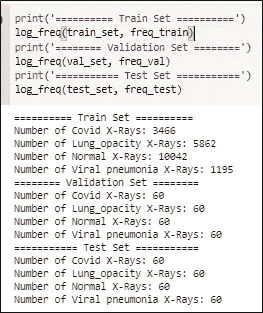 print('========== Train Set ==========')
log_freq(train_set, freq_train)
print('======== Validation Set ========')
log_freq(val_set, freq_val)
print('=========== Test Set ===========')
log_freq(test_set, freq_test)
========== Train Set ==========
Number of Covid X-Rays: 3466
Number of Lung_opacity X-Rays: 5862
Number of Normal X-Rays: 10042
Number of Viral pneumonia X-Rays: 1195
======== Validation Set ========
Number of Covid X-Rays: 60
Number of Lung_opacity X-Rays: 60
Number of Normal X-Rays: 60
Number of Viral pneumonia X-Rays: 60
=========== Test Set ===========
Number of Covid X-Rays: 60
Number of Lung_opacity X-Rays: 60
Number of Normal X-Rays: 60
Number of Viral pneumonia X-Rays: 60